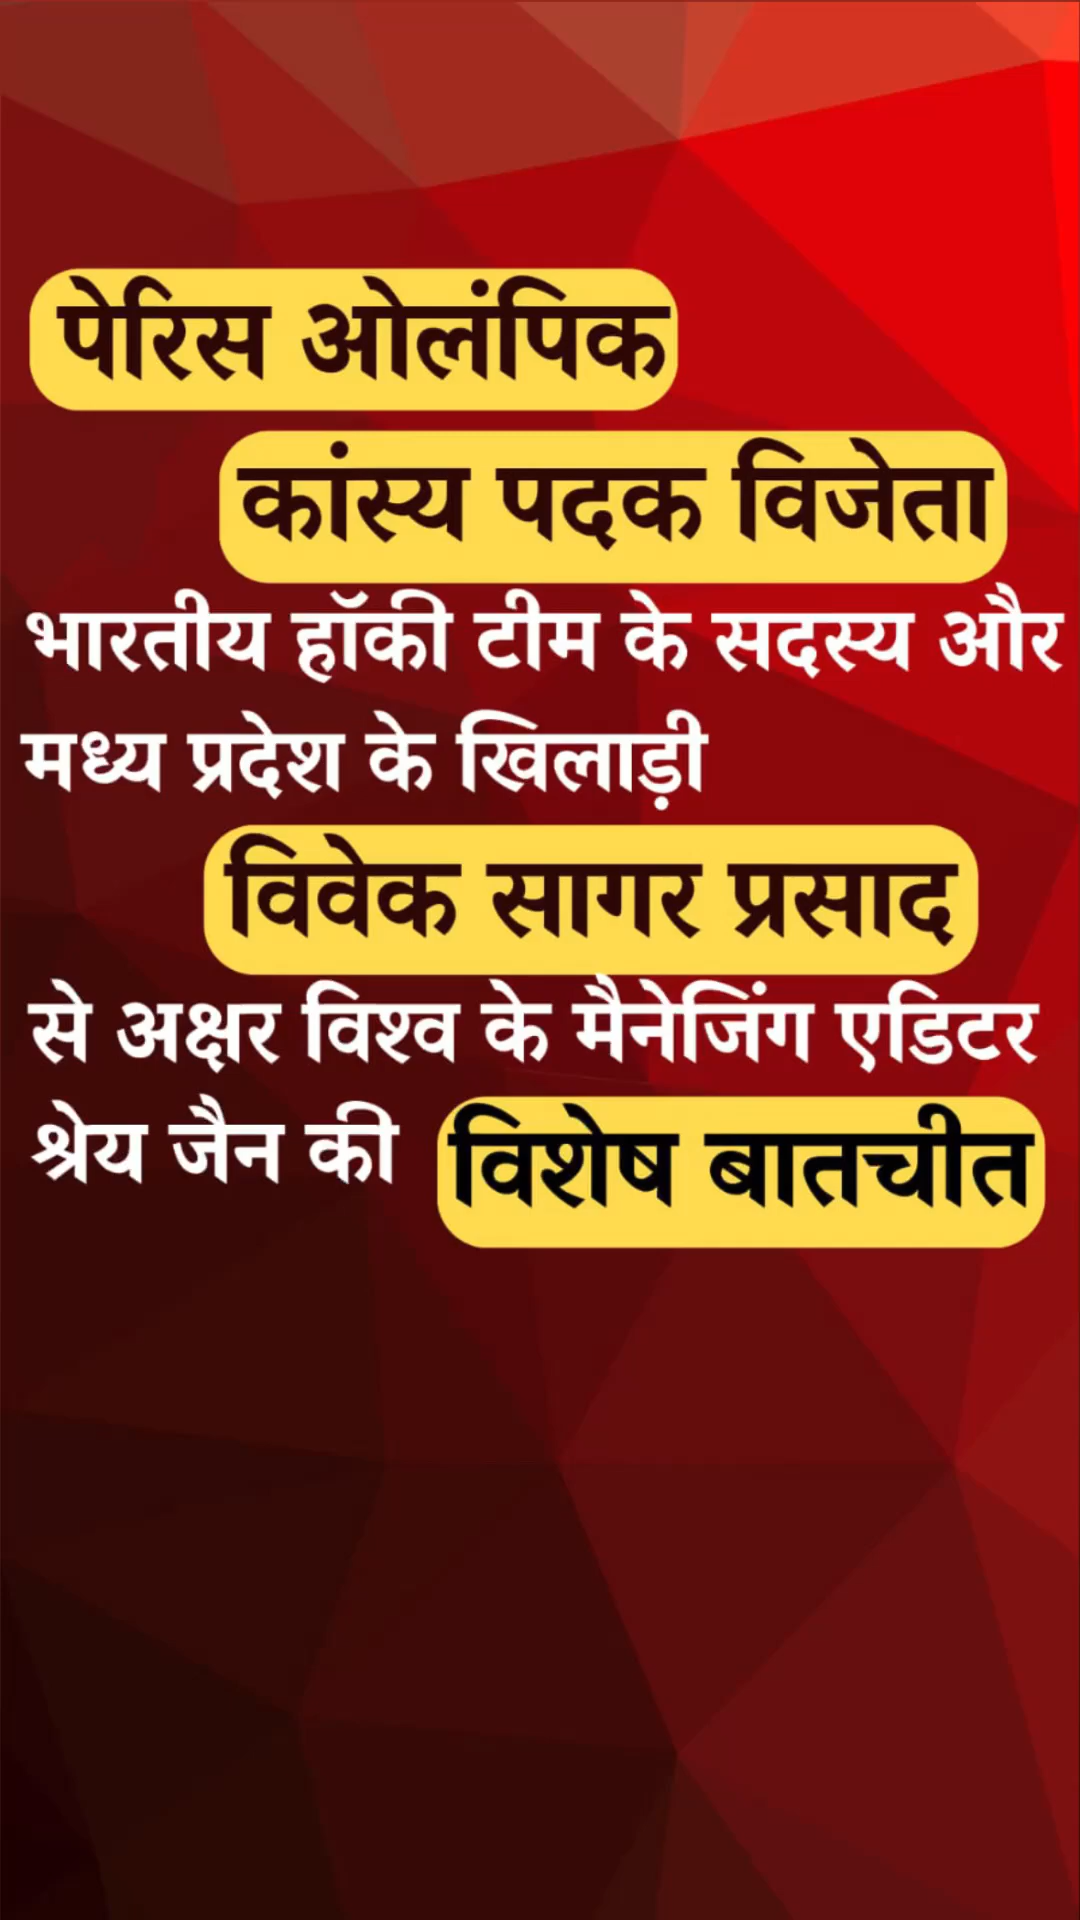 पेरिस ओलंपिक
कांस्य पदक विजेता
भारतीय हॉकी टीम के सदस्य और
मध्य प्रदेश के खिलाड़ी
विवेक सागर प्रसाद
से अक्षर विश्व के मैनेजिंग एडिटर
श्रेय जैन की विशेष बातचीत